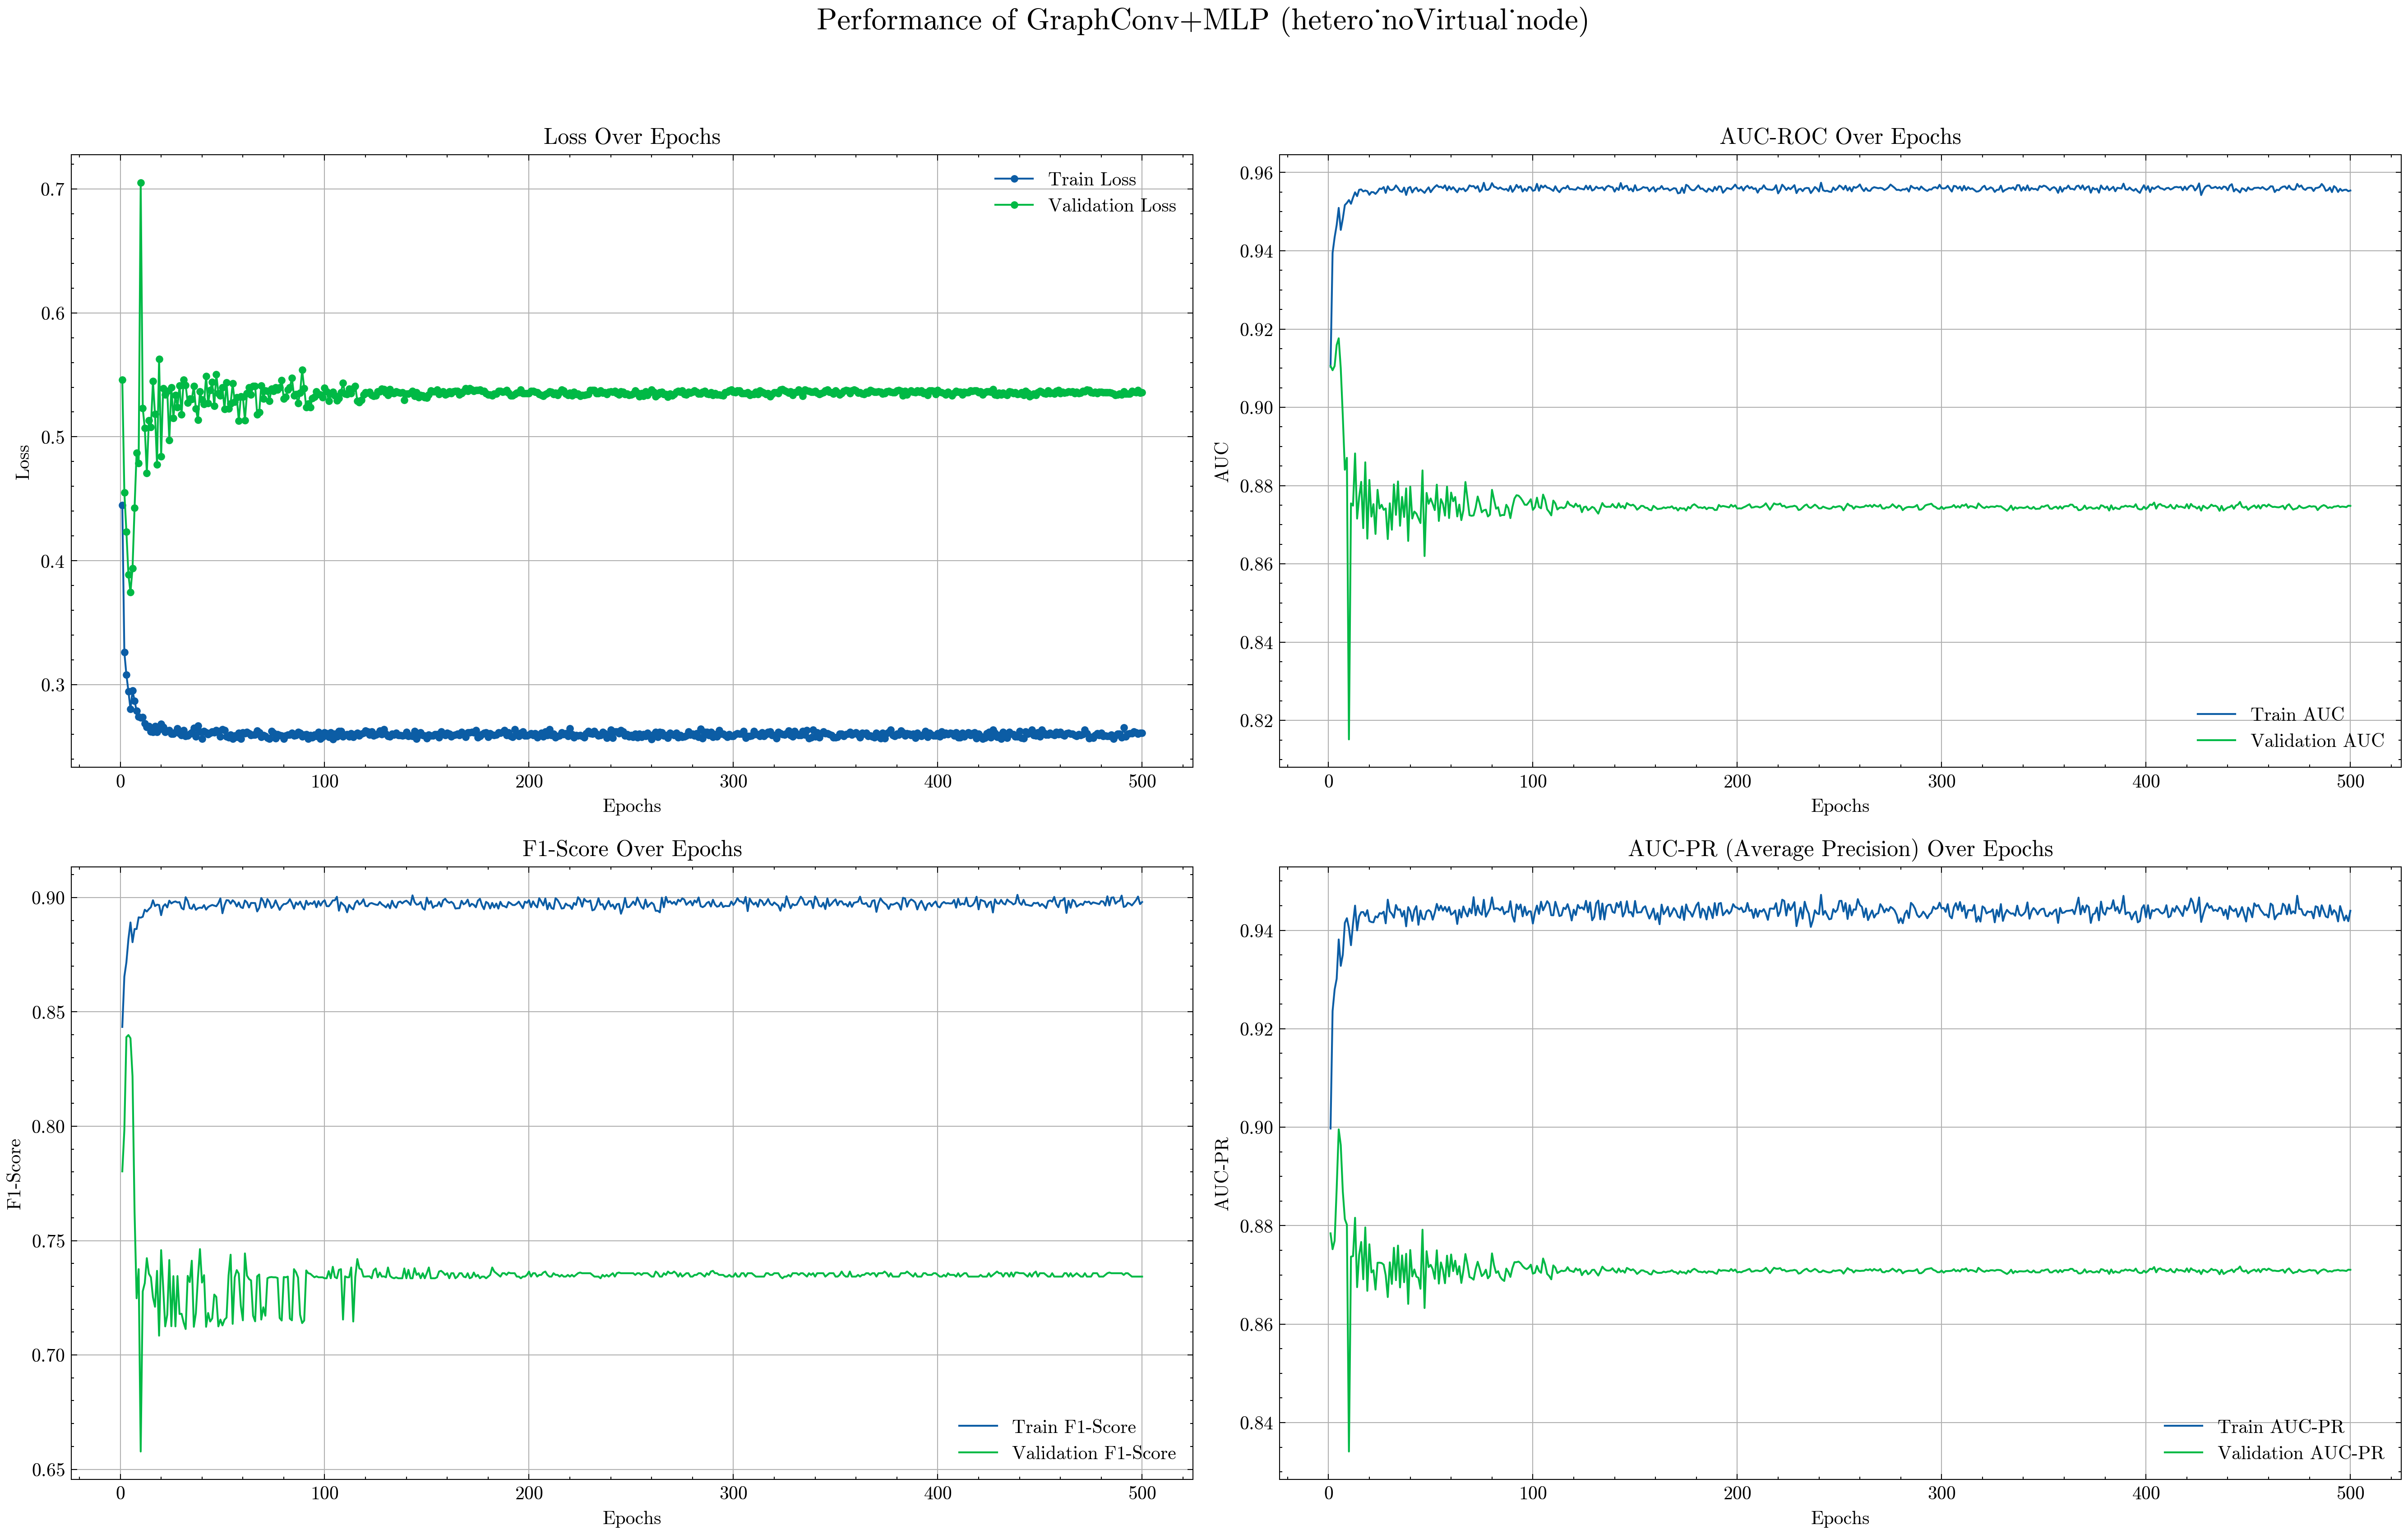 Performance of GraphConv+MLP (hetero˙noVirtual˙node)
Loss Over Epochs
Loss
0.7
0.6
0.5
0.4
0.3
Train Loss
Validation Loss
0 100 200 300 400 500
Epochs
AUC-ROC Over Epochs
AUC
0.96
0.94
0.92
0.90
0.88
0.86
0.84
0.82
Train AUC
Validation AUC
0 100 200 300 400 500
Epochs
F1-Score Over Epochs
F1-Score
0.90
0.85
0.80
0.75
0.70
0.65
Train F1-Score
Validation F1-Score
0 100 200 300 400 500
Epochs
AUC-PR (Average Precision) Over Epochs
AUC-PR
0.94
0.92
0.90
0.88
0.86
0.84
Train AUC-PR
Validation AUC-PR
0 100 200 300 400 500
Epochs